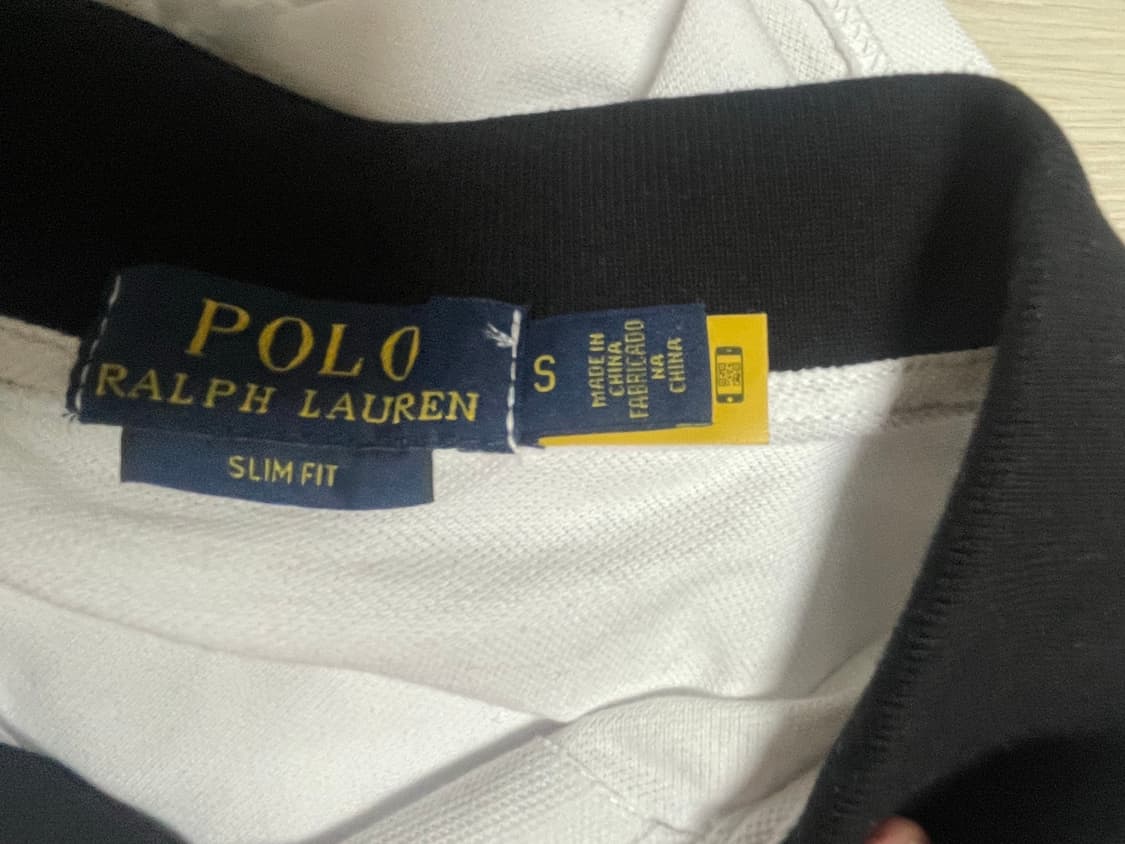 POLO
RALPH LAUREN
SLIM FIT
S
MADE IN
CHINA
FABRICADO
NA
CHINA